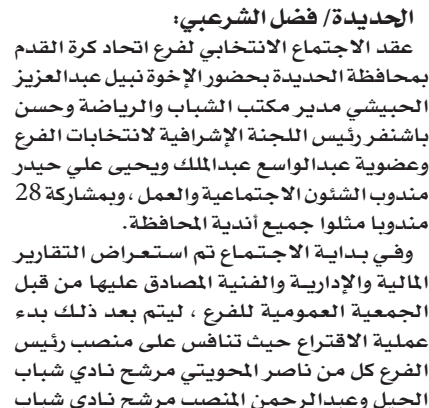 الحديدة/ فضل الشرعبي:
عقد الاجتماع الانتخابي لفرع اتحاد كرة القدم
بمحافظة الحديدة بحضور الإخوة نبيل عبدالعزيز
الحبيشي مدير مكتب الشباب والرياضة وحسن
باشنفر رئيس اللجنة الإشرافية لانتخابات الفرع
وعضوية عبدالواسع عبدالملك ويحيى علي حيدر
مندوب الشئون الاجتماعية والعمل ، وبمشاركة 28
مندوبا مثلوا جميع أندية المحافظة.
وفي بداية الاجتماع تم استعراض التقارير
المالية والإدارية والفنية المصادق عليها من قبل
الجمعية العمومية للفرع ، ليتم بعد ذلك بدء
عملية الاقتراع حيث تنافس على منصب رئيس
الفرع كل من ناصر المحويتي مرشح نادي شباب
الجيل وعبدالرحمن المنصب مرشح نادي شباب